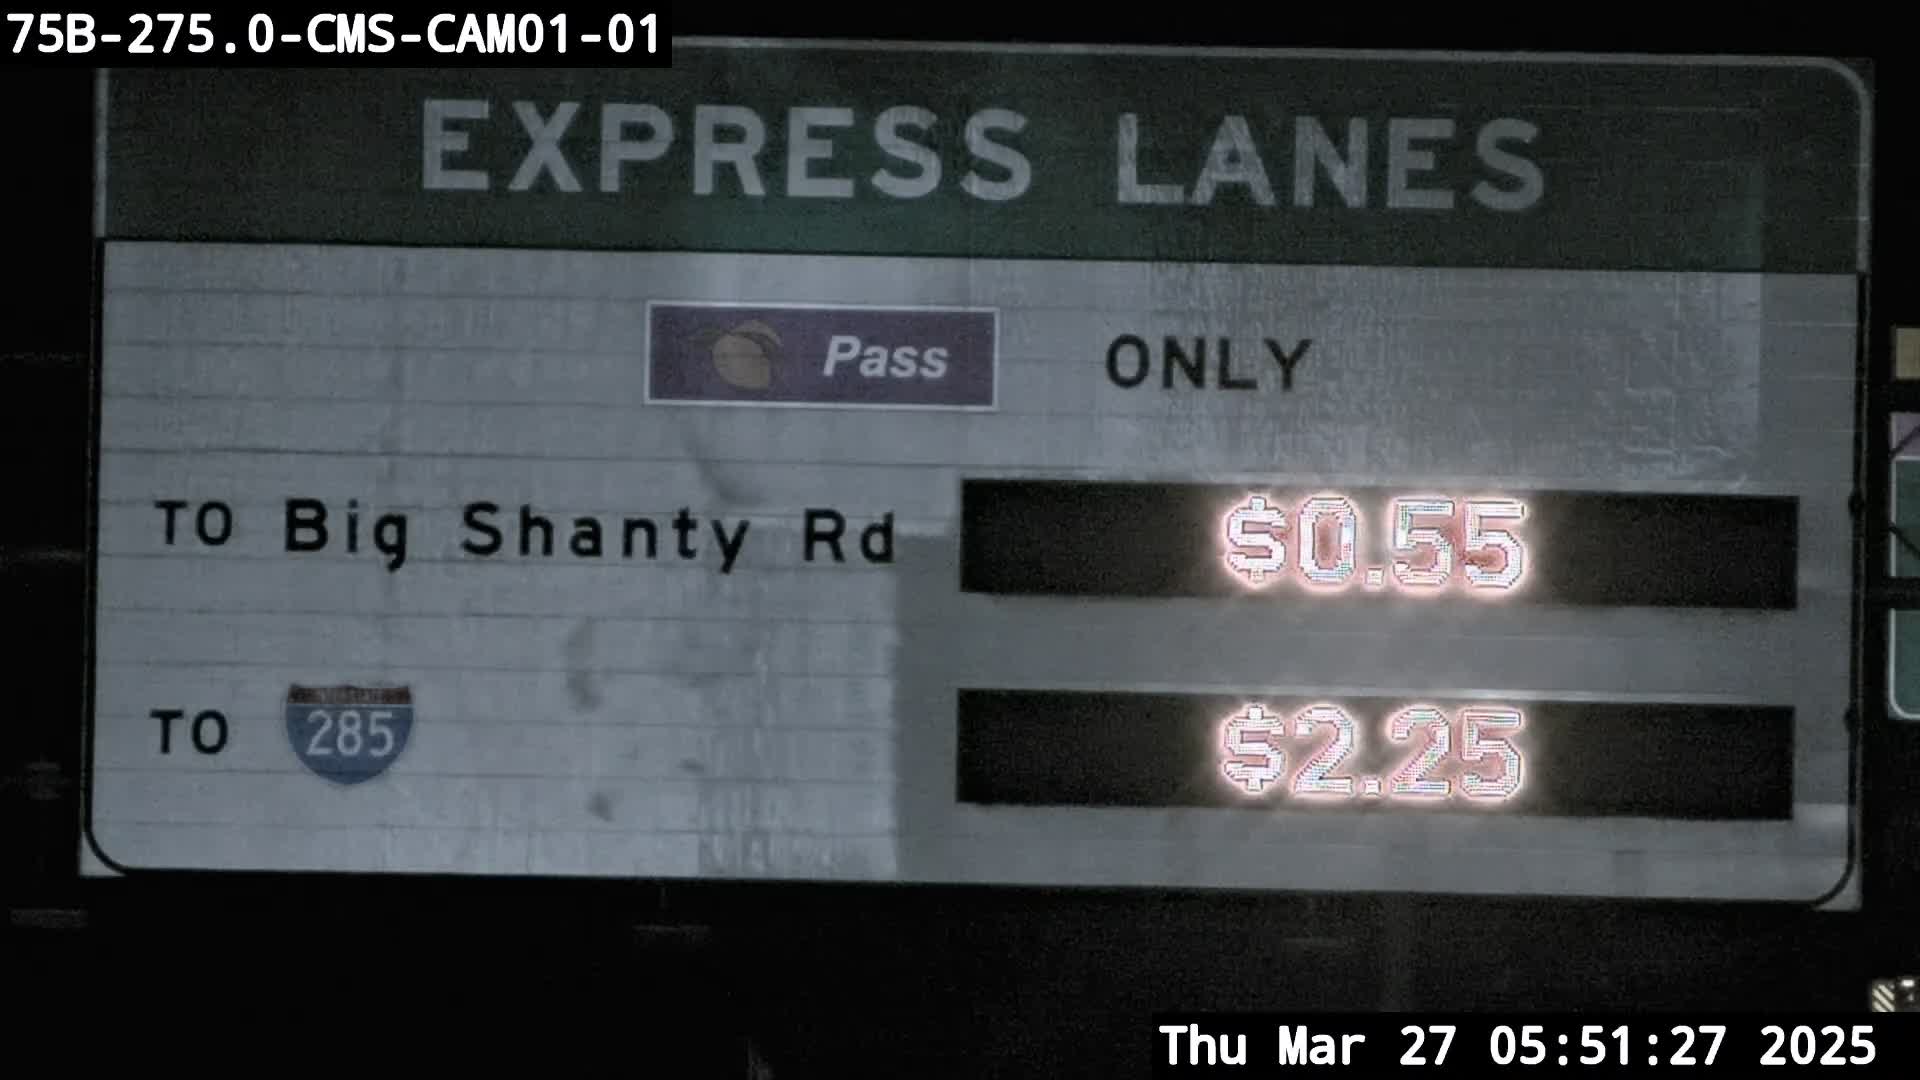 75B-275.0-CMS-CAM01-01
EXPRESS LANES
Pass ONLY
TO Big Shanty Rd $0.55
TO 285 $2.25
Thu Mar 27 05:51:27 2025